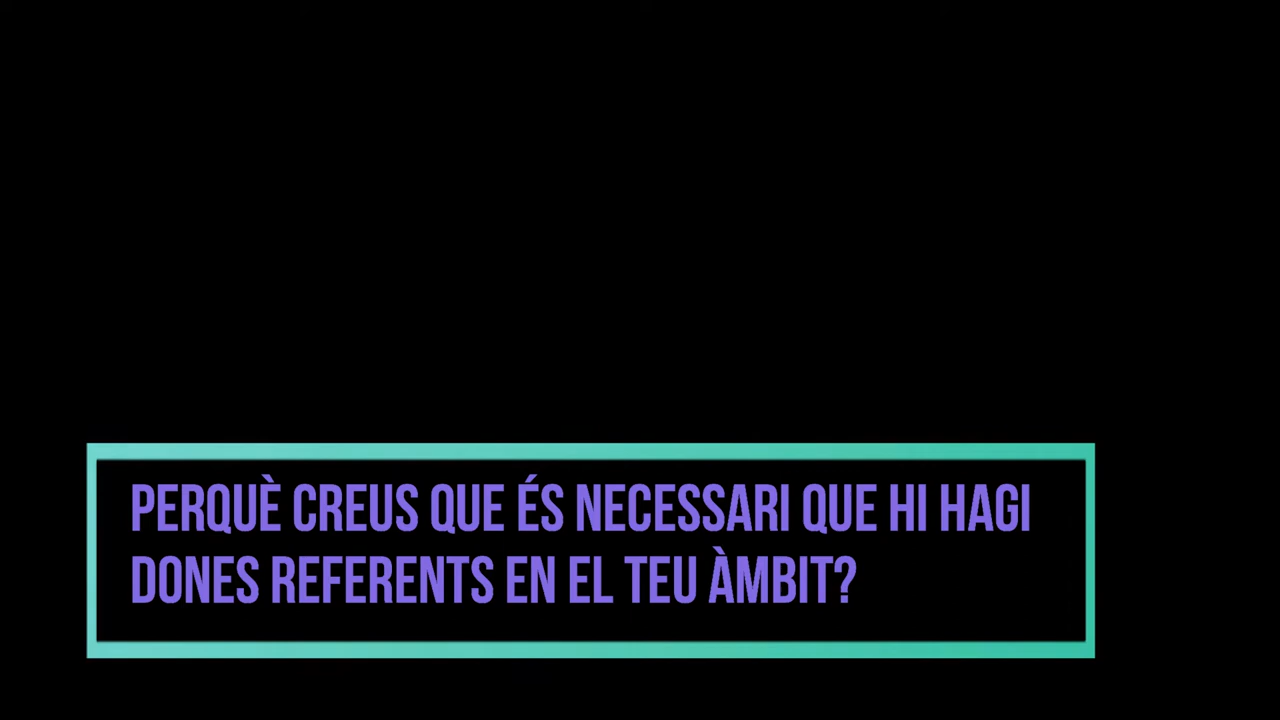 PERQUÈ CREUS QUE ÉS NECESSARI QUE HI HAGI
DONES REFERENTS EN EL TEU ÀMBIT?